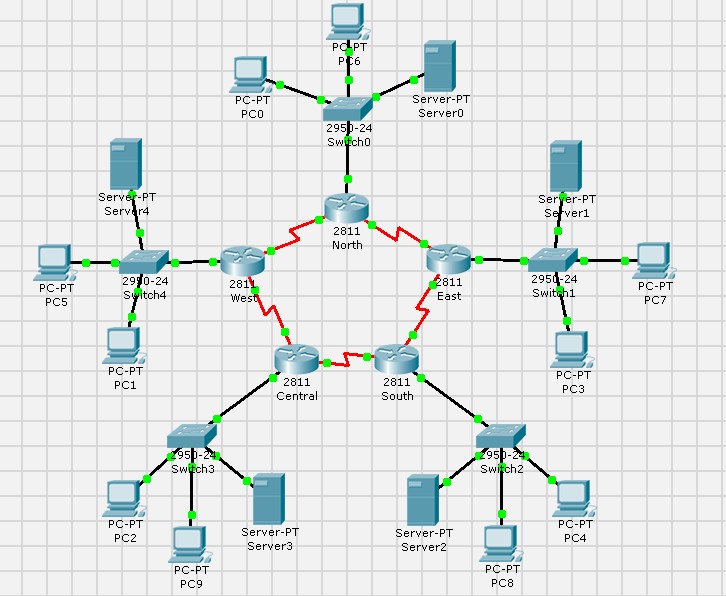 PC-PT
PC6
PC-PT
PC0
Server-PT
Server0
2950-24
Switch0
Server-PT
Server4
Server-PT
Server1
2811
North
PC-PT
PC5
2950-24
Switch4
2811
West
2811
East
2950-24
Switch1
PC-PT
PC7
PC-PT
PC1
2811
Central
2811
South
PC-PT
PC3
2950-24
Switch3
2950-24
Switch2
PC-PT
PC2
Server-PT
Server3
Server-PT
Server2
PC-PT
PC4
PC-PT
PC9
PC-PT
PC8